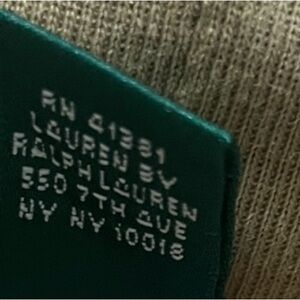 RN 41381
LAUREN BY
RALPH LAUREN
550 7TH AVE
NY NY 10018